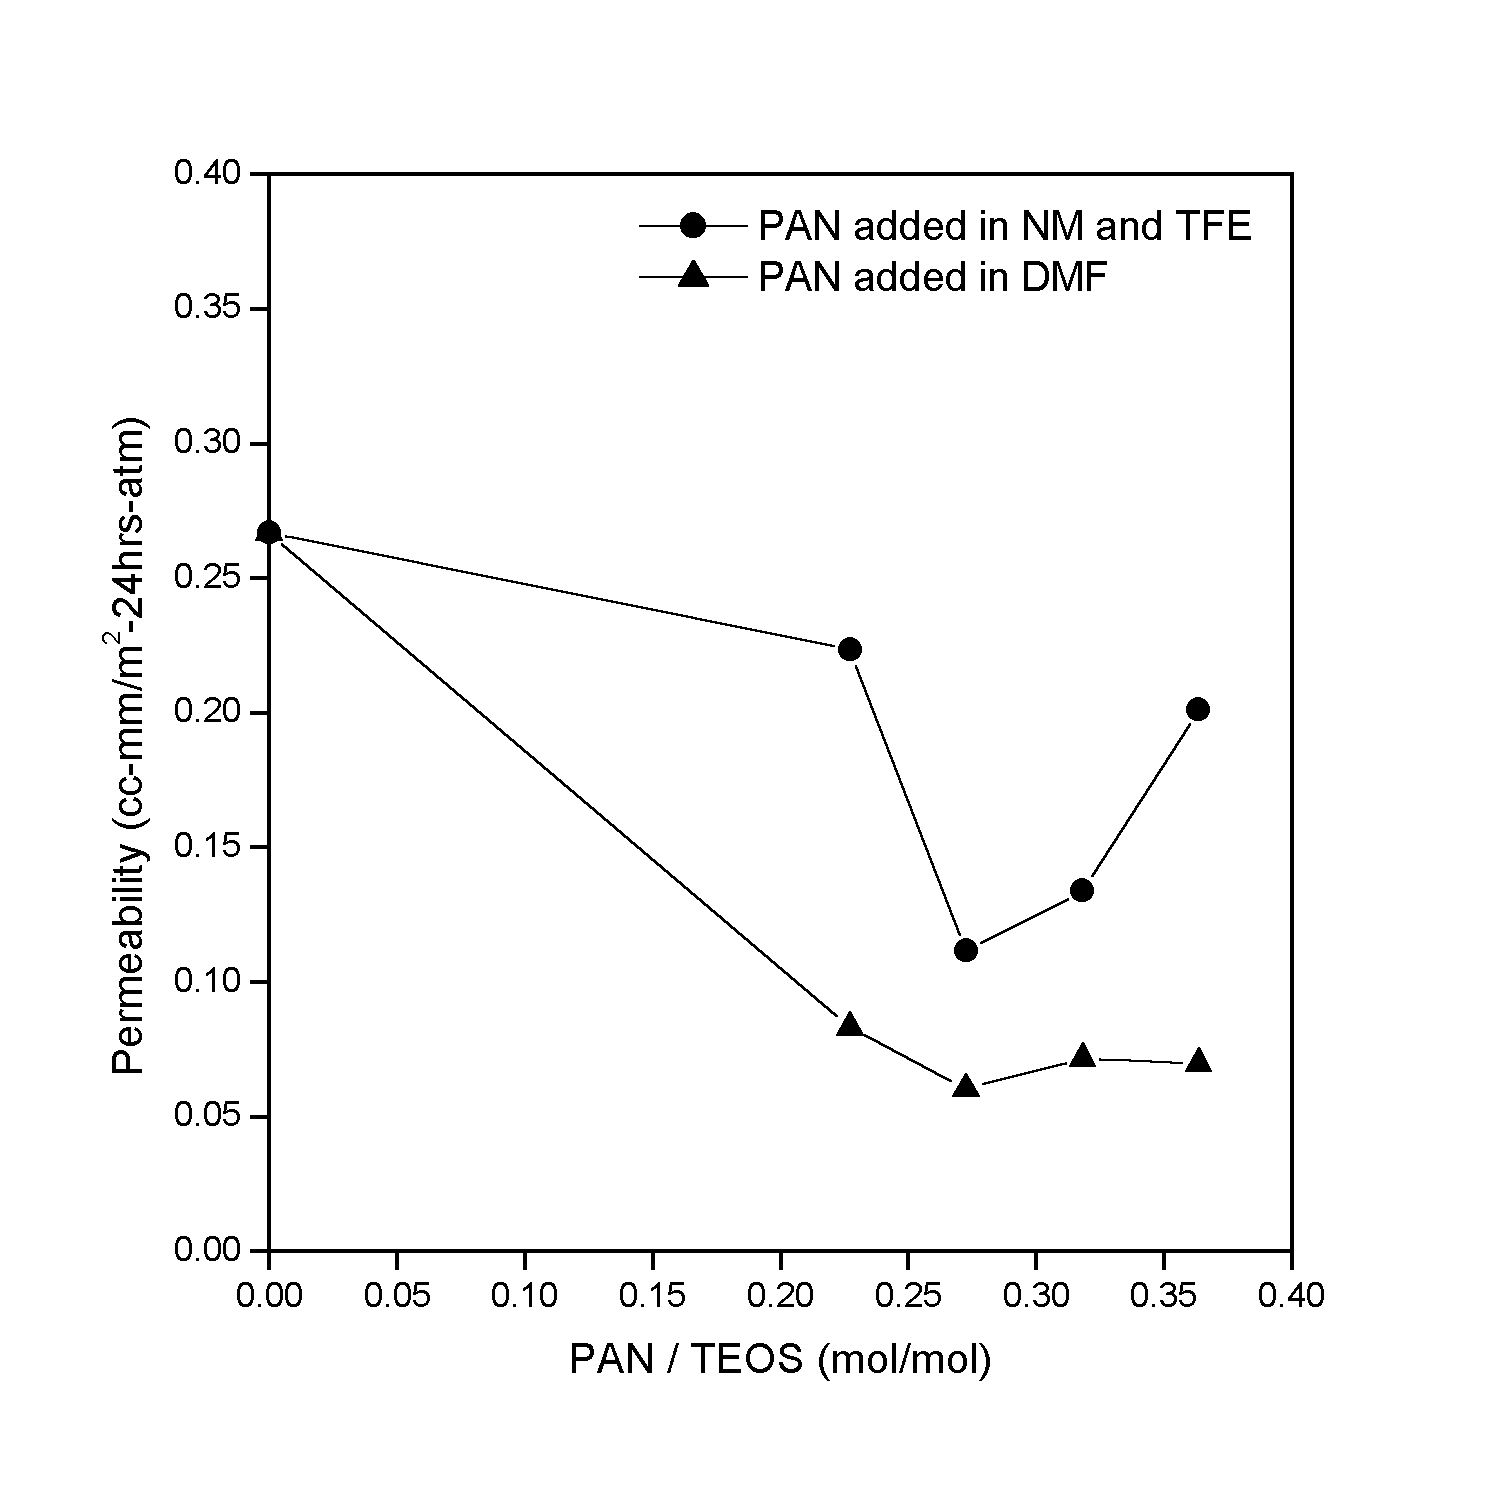 0.40
PAN added in NM and TFE
PAN added in DMF
0.35
0.30
0.25
0.20
0.15
0.10
0.05
0.00
Permeability (cc-mm/m²-24hrs-atm)
0.00 0.05 0.10 0.15 0.20 0.25 0.30 0.35 0.40
PAN / TEOS (mol/mol)